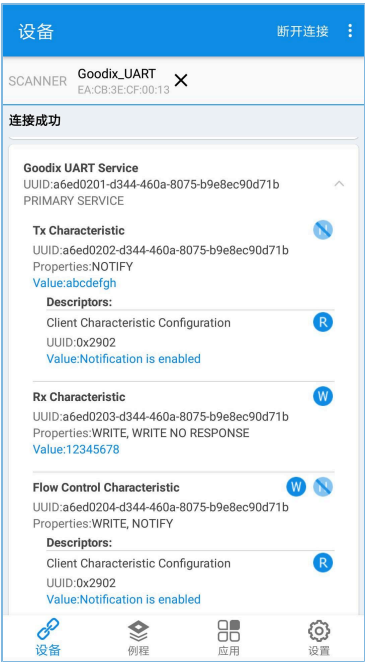 设备
断开连接
SCANNER
Goodix_UART
EA:CB:3E:CF:00:13
连接成功
Goodix UART Service
UUID:a6ed0201-d344-460a-8075-b9e8ec90d71b
PRIMARY SERVICE
Tx Characteristic
N
UUID:a6ed0202-d344-460a-8075-b9e8ec90d71b
Properties:NOTIFY
Value:abcdefgh
Descriptors:
Client Characteristic Configuration
R
UUID:0x2902
Value:Notification is enabled
Rx Characteristic
W
UUID:a6ed0203-d344-460a-8075-b9e8ec90d71b
Properties:WRITE, WRITE NO RESPONSE
Value:12345678
Flow Control Characteristic
W N
UUID:a6ed0204-d344-460a-8075-b9e8ec90d71b
Properties:WRITE, NOTIFY
Descriptors:
Client Characteristic Configuration
R
UUID:0x2902
Value:Notification is enabled
设备 例程 应用 设置